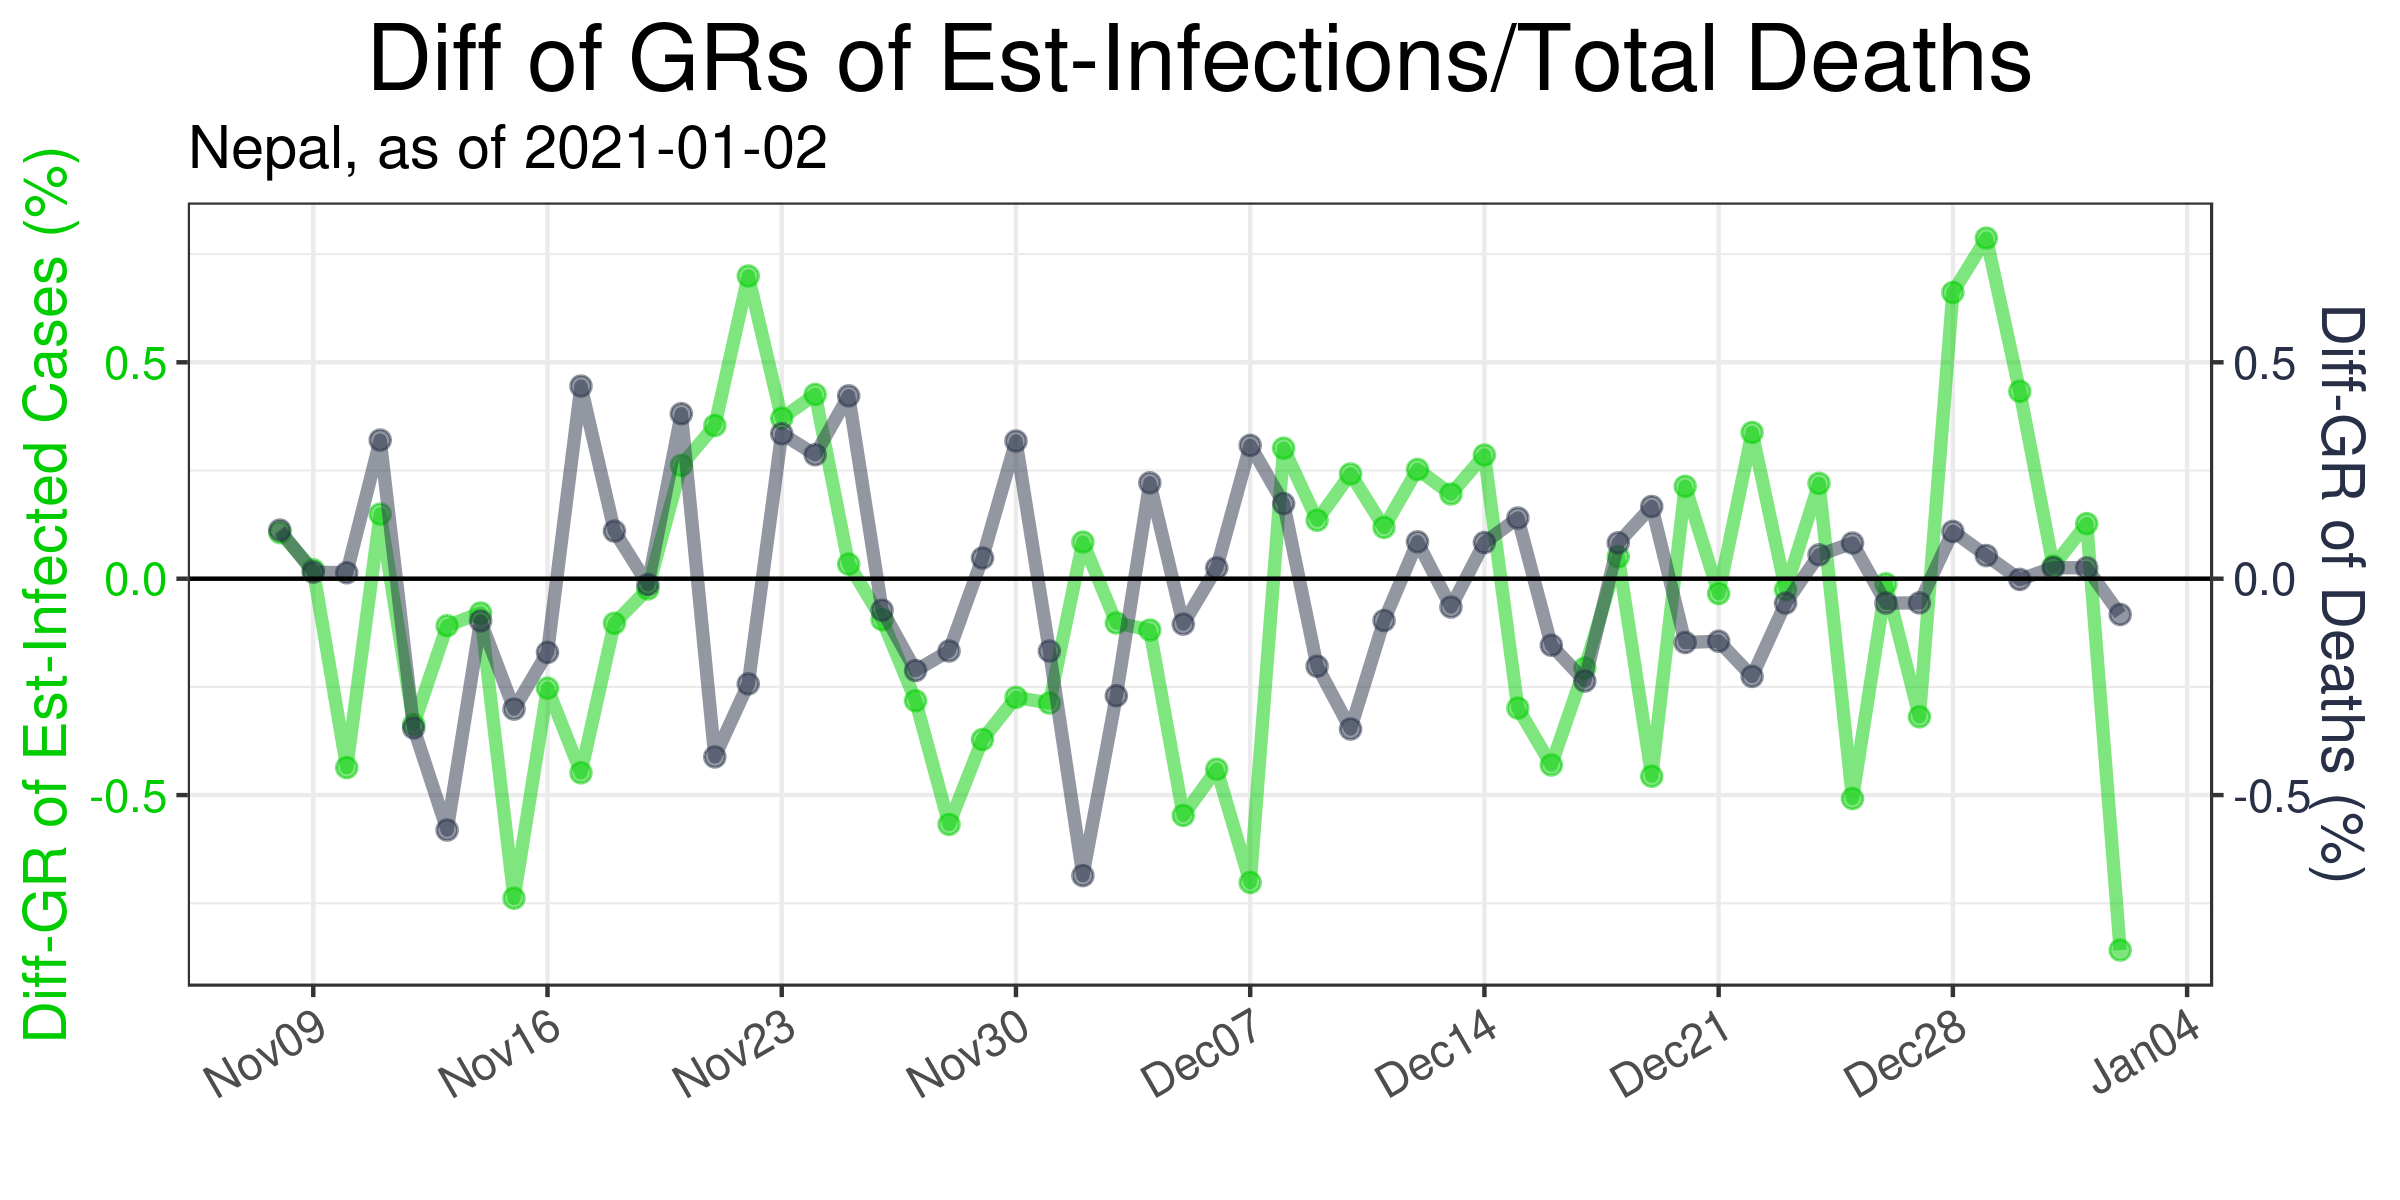 Diff of GRs of Est-Infections/Total Deaths
Nepal, as of 2021-01-02
Diff-GR of Est-Infected Cases (%)
0.5
0.0
-0.5
0.5
0.0
-0.5
Diff-GR of Deaths (%)
Nov09
Nov16
Nov23
Nov30
Dec07
Dec14
Dec21
Dec28
Jan04